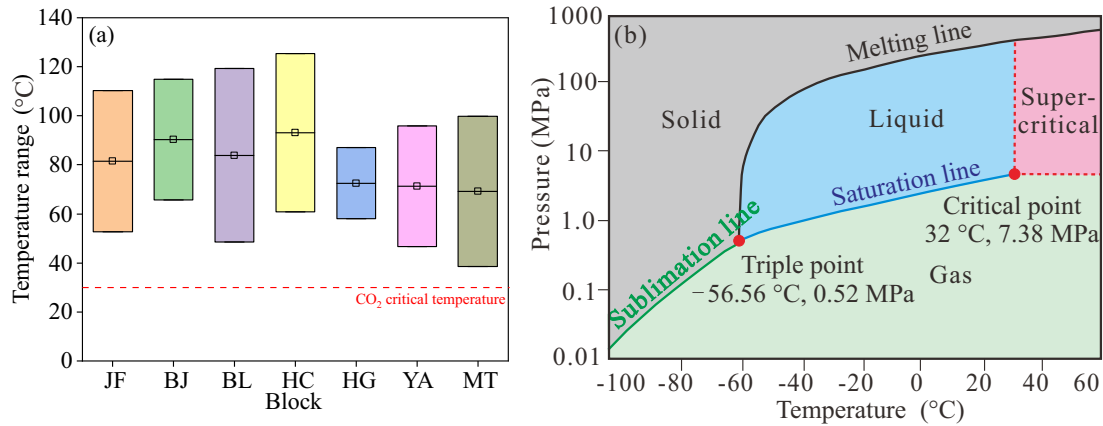 (a)
Temperature range (°C)
140
120
100
80
60
40
20
0
CO₂ critical temperature
JF BJ BL HC HG YA MT
Block
(b)
Pressure (MPa)
1000
100
10
1.0
0.1
0.01
Melting line
Solid
Liquid
Super-
critical
Saturation line
Sublimation line
Critical point
32 °C, 7.38 MPa
Triple point
−56.56 °C, 0.52 MPa
Gas
-100 -80 -60 -40 -20 0 20 40 60
Temperature (°C)